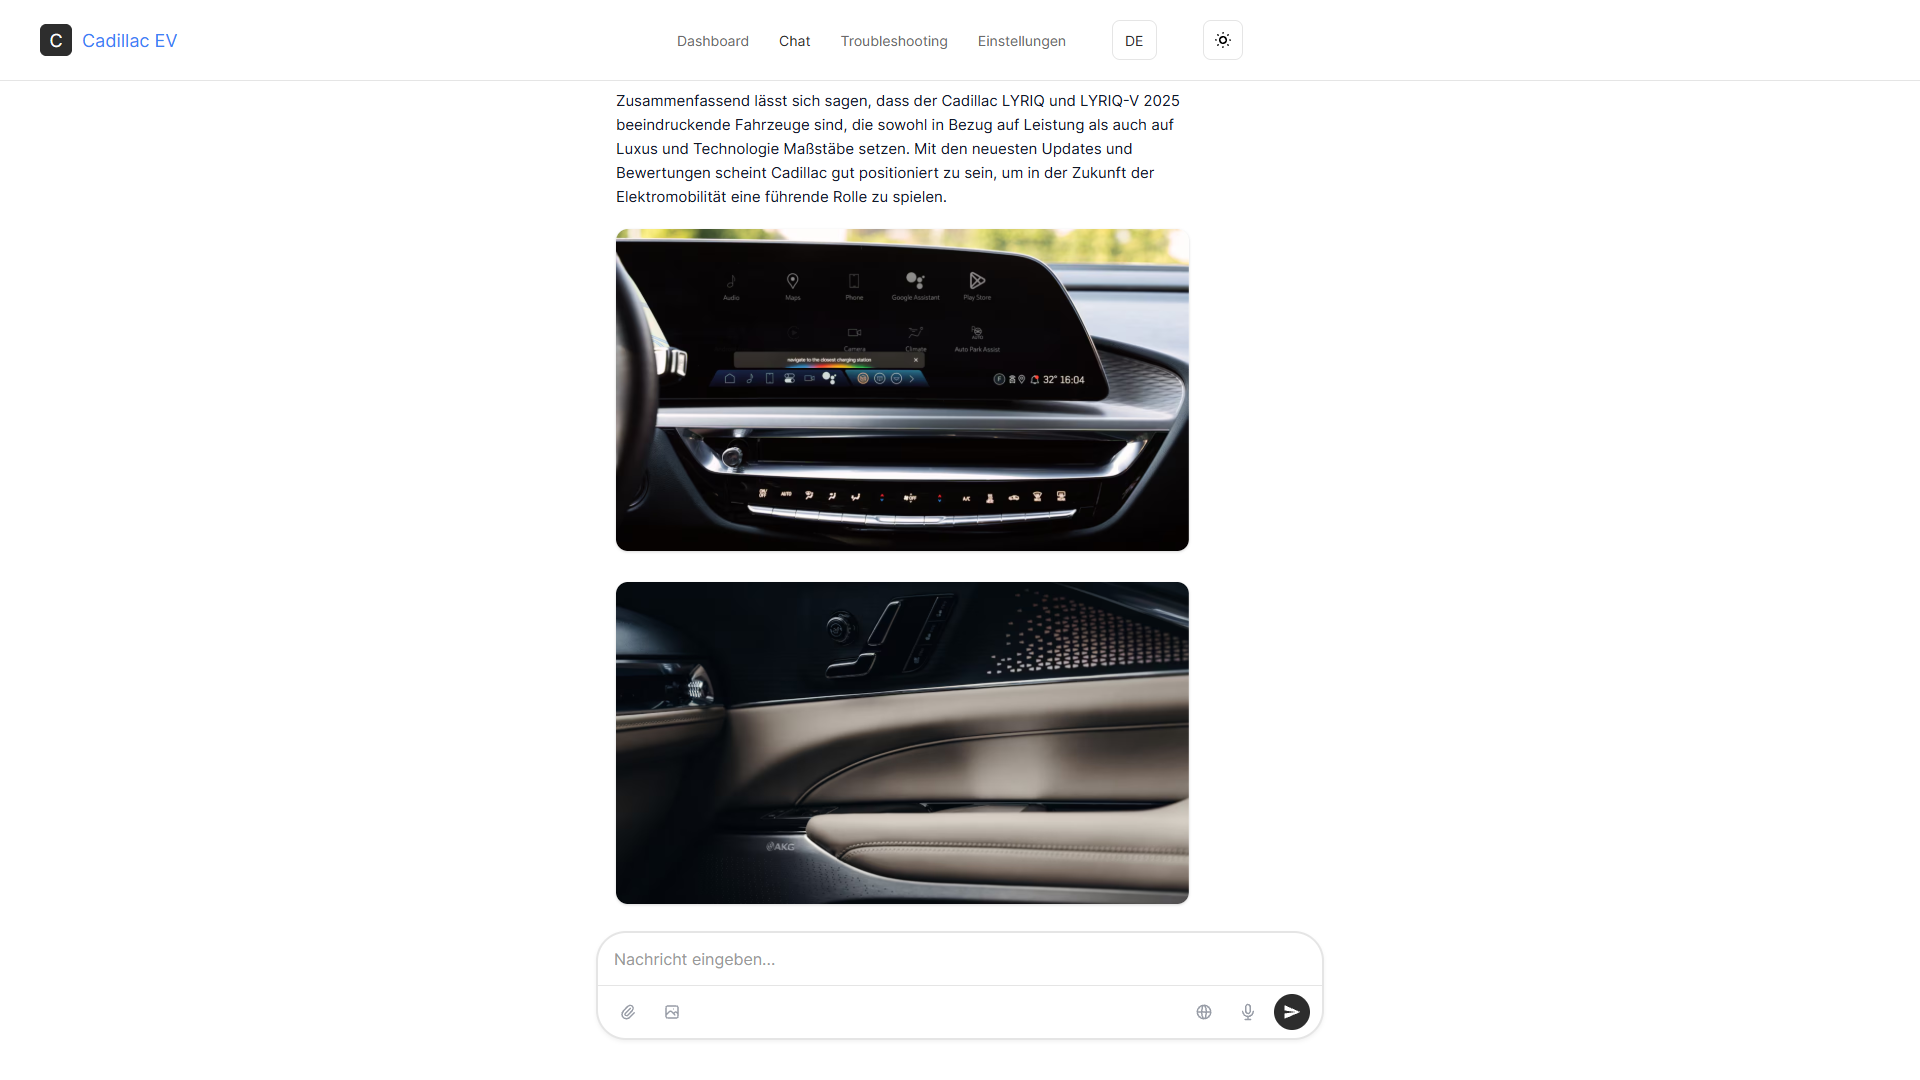 C Cadillac EV
Dashboard Chat Troubleshooting Einstellungen DE
Zusammenfassend lässt sich sagen, dass der Cadillac LYRIQ und LYRIQ-V 2025
beeindruckende Fahrzeuge sind, die sowohl in Bezug auf Leistung als auch auf
Luxus und Technologie Maßstäbe setzen. Mit den neuesten Updates und
Bewertungen scheint Cadillac gut positioniert zu sein, um in der Zukunft der
Elektromobilität eine führende Rolle zu spielen.
Audio Maps Phone Google Assistant Play Store
Camera Climate Auto Park Assist
navigate to the closest charging station
32° 16:04
ON/OFF AUTO OFF A/C
AKG
Nachricht eingeben...